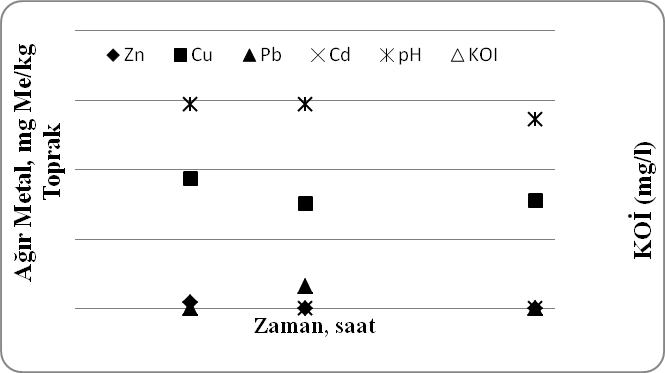 Zn Cu Pb Cd pH KOI
Ağır Metal, mg Me/kg
Toprak
KOİ (mg/l)
Zaman, saat